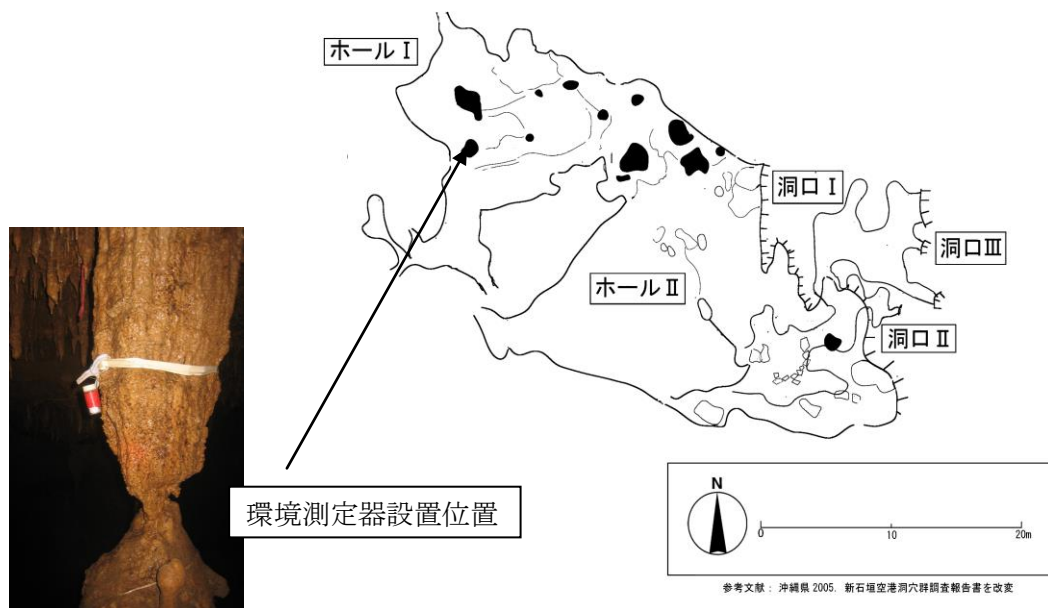 ホールⅠ
洞口Ⅰ
洞口Ⅲ
ホールⅡ
洞口Ⅱ
環境測定器設置位置
N
0 10 20m
参考文献：沖縄県 2005. 新石垣空港洞穴群調査報告書を改変